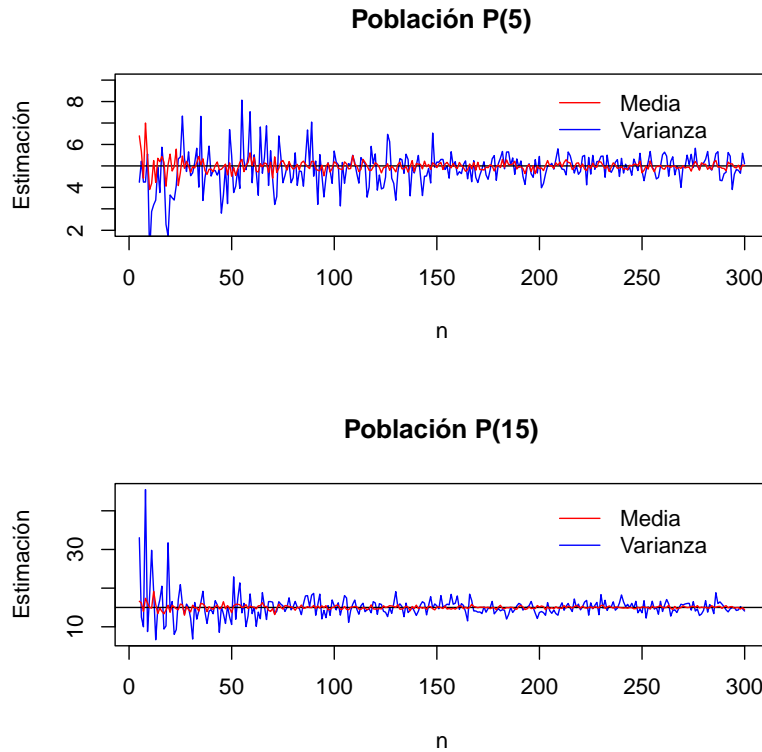 Población P(5)
Estimación
8
6
4
2
Media
Varianza
0 50 100 150 200 250 300
n
Población P(15)
Estimación
30
10
Media
Varianza
0 50 100 150 200 250 300
n